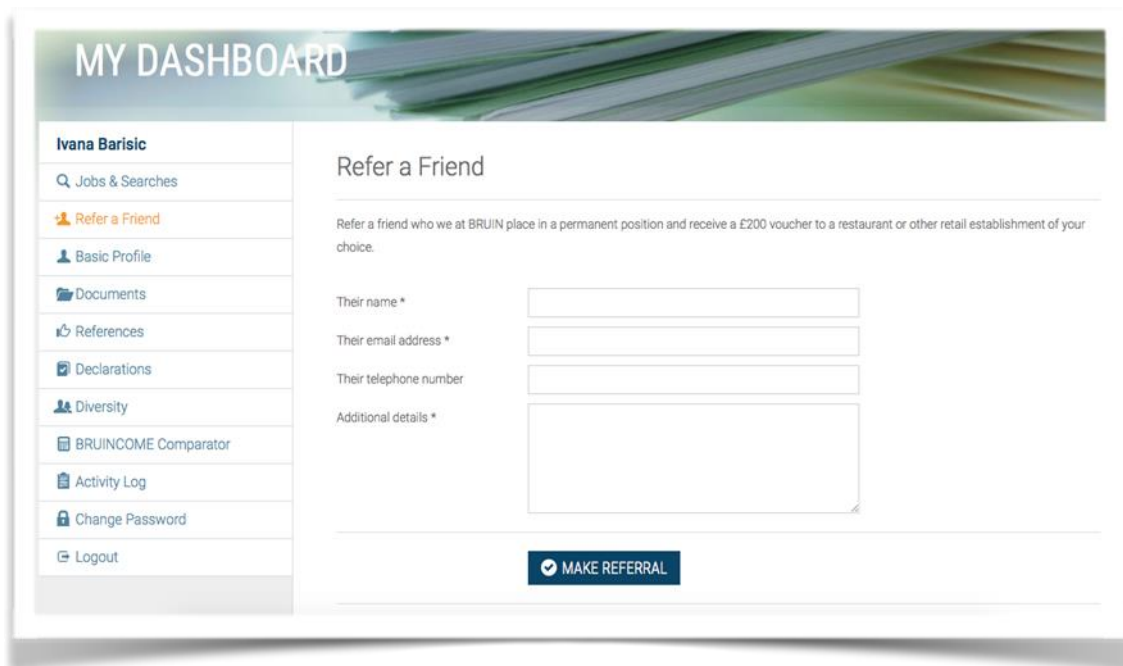 MY DASHBOARD
Ivana Barisic
Jobs & Searches
Refer a Friend
Basic Profile
Documents
References
Declarations
Diversity
BRUINCOME Comparator
Activity Log
Change Password
Logout
Refer a Friend
Refer a friend who we at BRUIN place in a permanent position and receive a £200 voucher to a restaurant or other retail establishment of your
choice.
Their name *
Their email address *
Their telephone number
Additional details *
MAKE REFERRAL